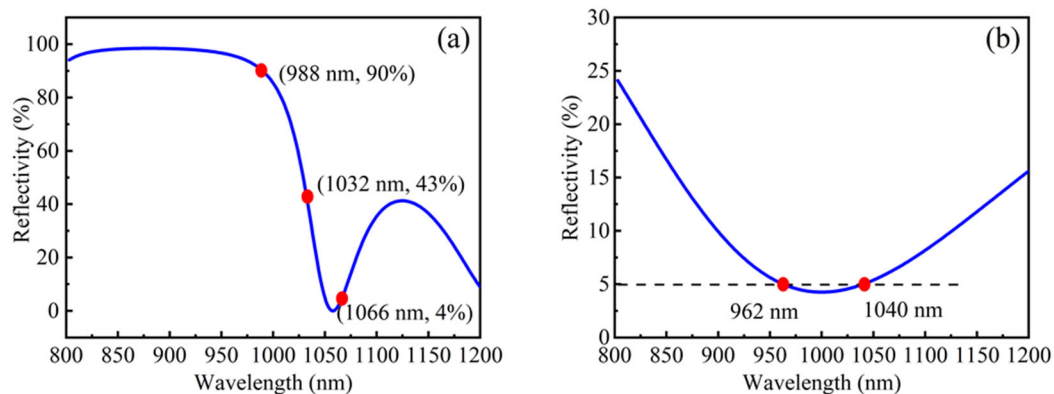 (a)
100
80
60
40
20
0
Reflectivity (%)
(988 nm, 90%)
(1032 nm, 43%)
(1066 nm, 4%)
800 850 900 950 1000 1050 1100 1150 1200
Wavelength (nm)
(b)
30
25
20
15
10
5
0
Reflectivity (%)
962 nm
1040 nm
800 850 900 950 1000 1050 1100 1150 1200
Wavelength (nm)